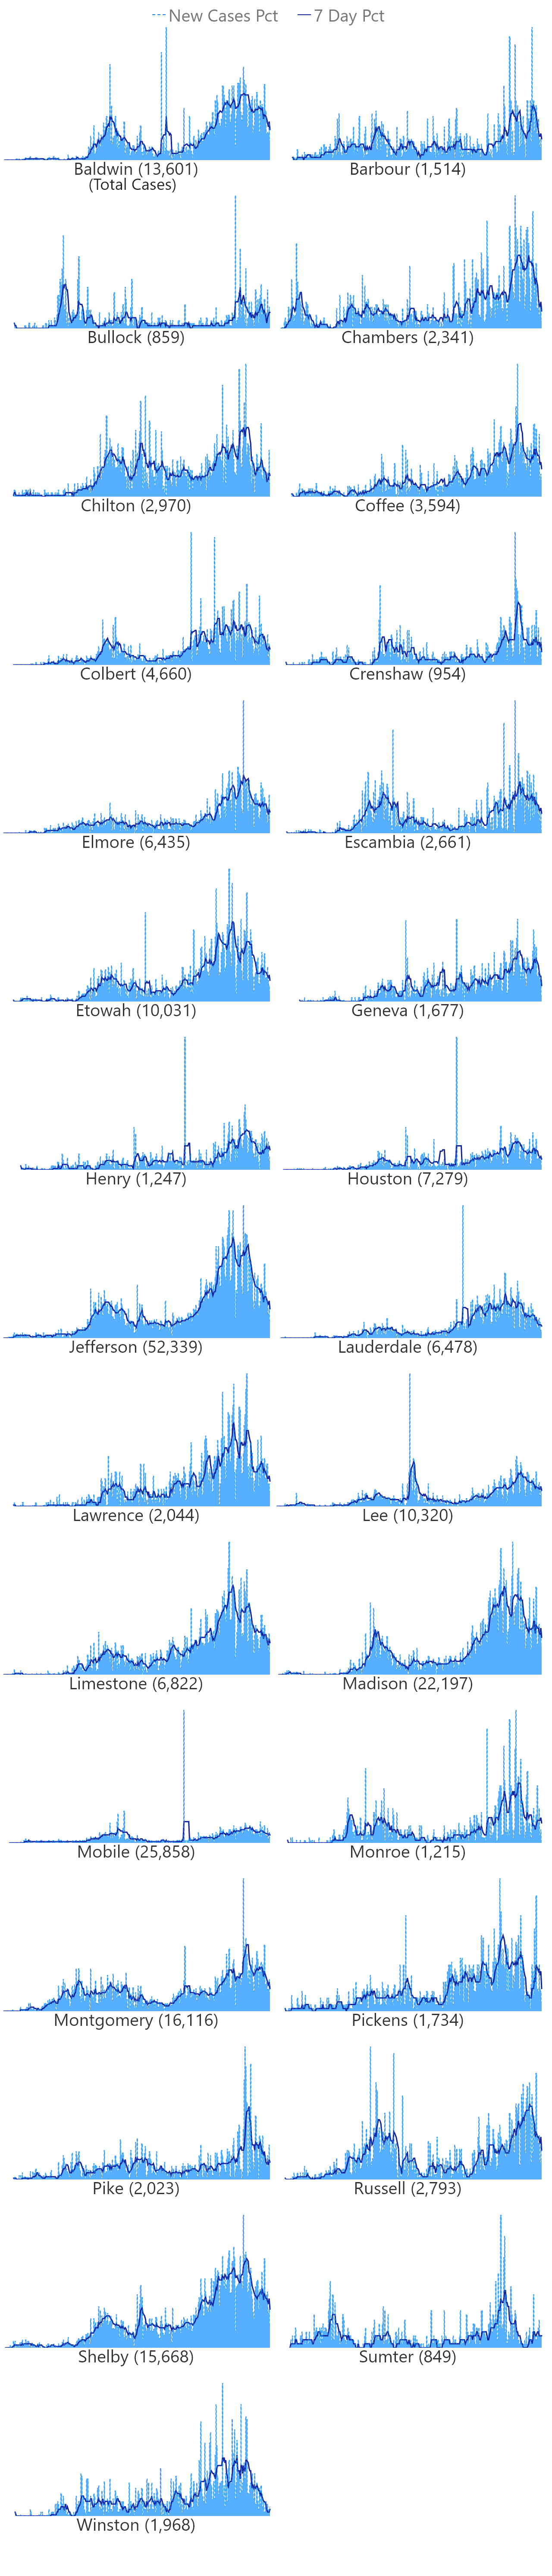 New Cases Pct 7 Day Pct
Baldwin (13,601)
(Total Cases)
Barbour (1,514)
Bullock (859)
Chambers (2,341)
Chilton (2,970)
Coffee (3,594)
Colbert (4,660)
Crenshaw (954)
Elmore (6,435)
Escambia (2,661)
Etowah (10,031)
Geneva (1,677)
Henry (1,247)
Houston (7,279)
Jefferson (52,339)
Lauderdale (6,478)
Lawrence (2,044)
Lee (10,320)
Limestone (6,822)
Madison (22,197)
Mobile (25,858)
Monroe (1,215)
Montgomery (16,116)
Pickens (1,734)
Pike (2,023)
Russell (2,793)
Shelby (15,668)
Sumter (849)
Winston (1,968)